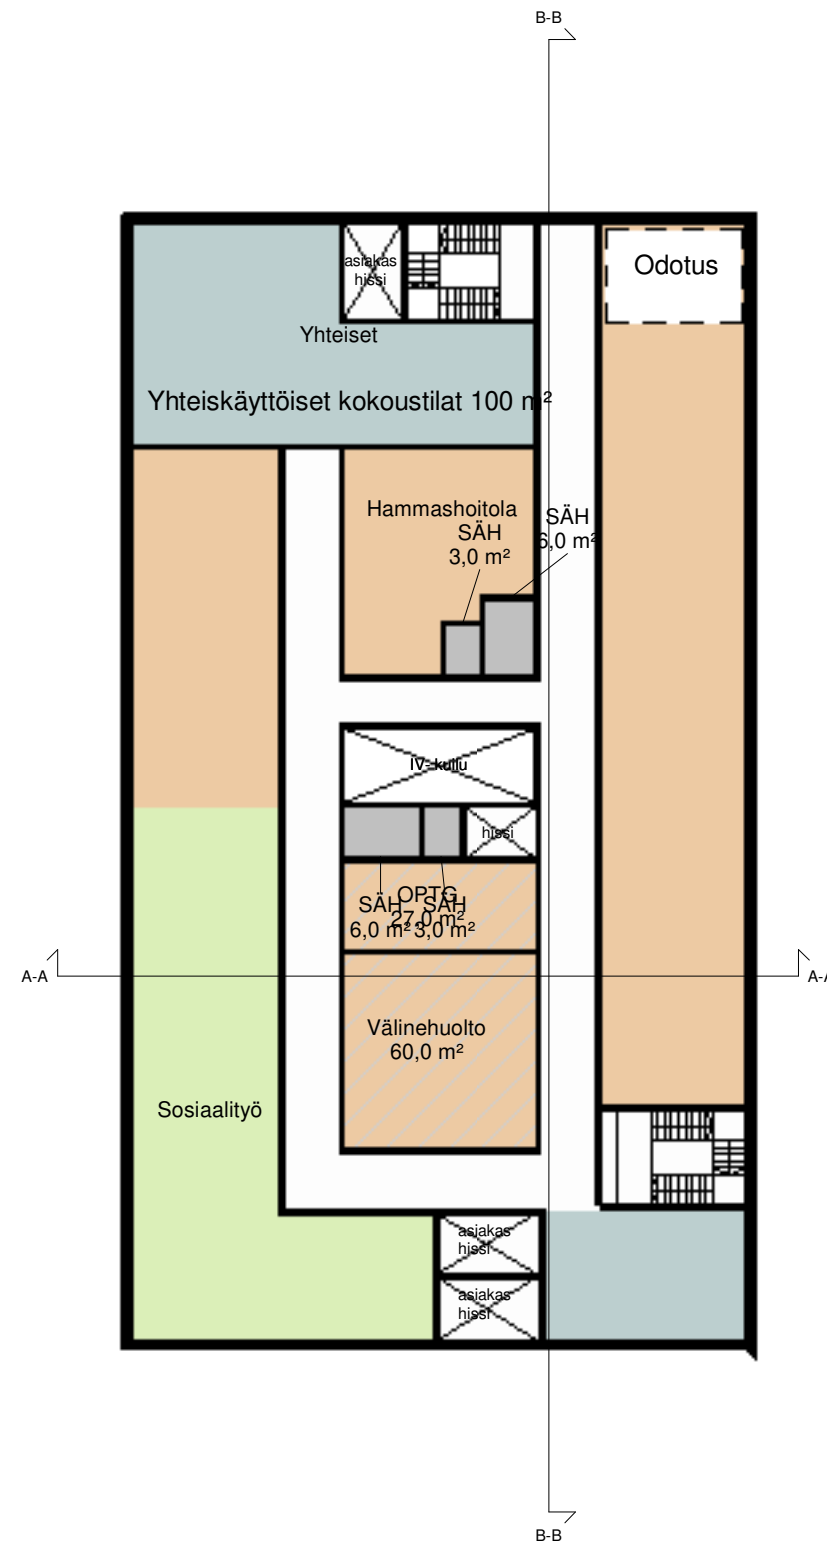 B-B
asiakas
hissi
Odotus
Yhteiset
Yhteiskäyttöiset kokoustilat 100 m²
Hammashoitola
SÄH
3,0 m²
SÄH
6,0 m²
IV-kuilu
hissi
OPTG
27,0 m²
SÄH
6,0 m²
SÄH
3,0 m²
A-A
A-A
Välinehuolto
60,0 m²
Sosiaalityö
asiakas
hissi
asiakas
hissi
B-B